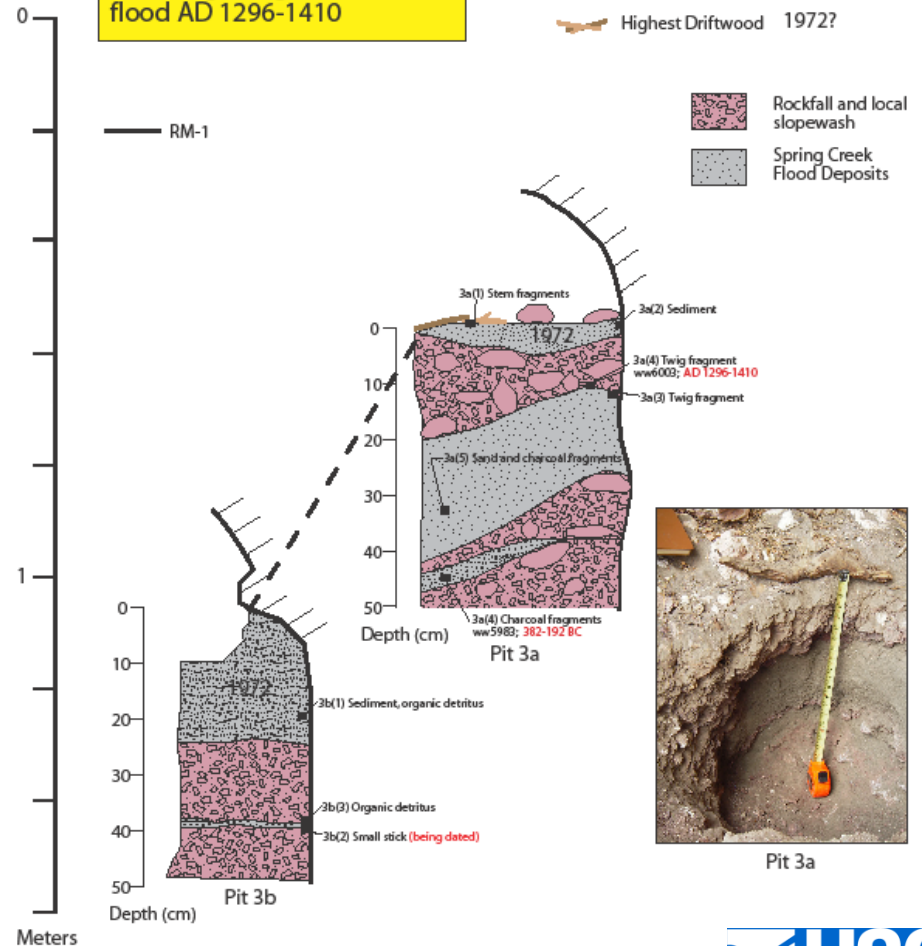 flood AD 1296-1410
Highest Driftwood 1972?
0
RM-1
Rockfall and local
slopewash
Spring Creek
Flood Deposits
3a(1) Stem fragments
3a(2) Sediment
0
1972
3a(4) Twig fragment
ww6003; AD 1296-1410
10
3a(3) Twig fragment
20
3a(5) Sand and charcoal fragments
30
40
50
3a(4) Charcoal fragments
ww5983; 382-192 BC
Depth (cm)
Pit 3a
1
0
10
1972
3b(1) Sediment, organic detritus
20
30
3b(3) Organic detritus
40
3b(2) Small stick (being dated)
50
Pit 3b
Depth (cm)
Pit 3a
Meters